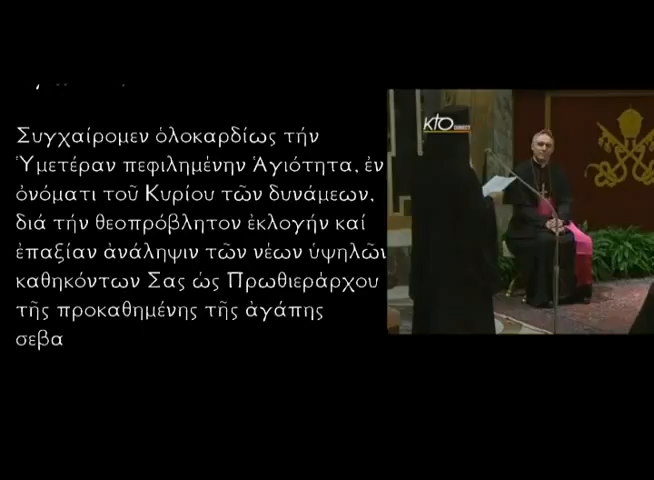 Συγχαίρομεν ὁλοκαρδίως τήν
Ὑμετέραν πεφιλημένην Ἁγιότητα, ἐν
ὀνόματι τοῦ Κυρίου τῶν δυνάμεων,
διά τήν θεοπρόβλητον ἐκλογήν καί
ἐπαξίαν ἀνάληψιν τῶν νέων ὑψηλῶν
καθηκόντων Σας ὡς Πρωθιεράρχου
τῆς προκαθημένης τῆς ἀγάπης
σεβα
KTO DIRECT